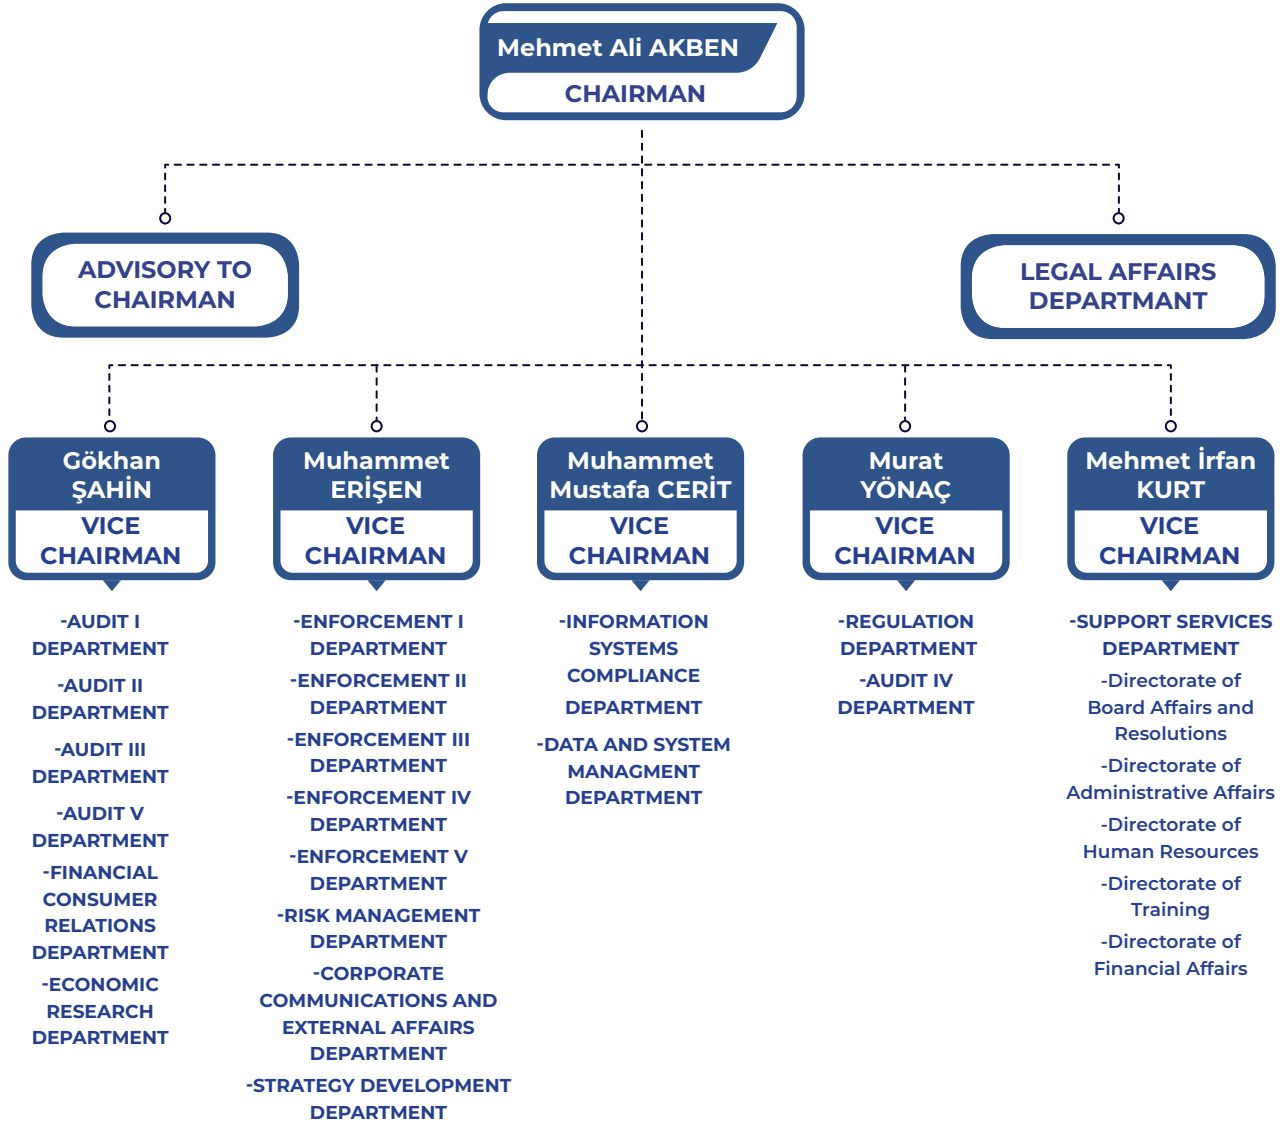 Mehmet Ali AKBEN
CHAIRMAN
ADVISORY TO
CHAIRMAN
LEGAL AFFAIRS
DEPARTMANT
Gökhan
ŞAHİN
VICE
CHAIRMAN
-AUDIT I
DEPARTMENT
-AUDIT II
DEPARTMENT
-AUDIT III
DEPARTMENT
-AUDIT V
DEPARTMENT
-FINANCIAL
CONSUMER
RELATIONS
DEPARTMENT
-ECONOMIC
RESEARCH
DEPARTMENT
Muhammet
ERİŞEN
VICE
CHAIRMAN
-ENFORCEMENT I
DEPARTMENT
-ENFORCEMENT II
DEPARTMENT
-ENFORCEMENT III
DEPARTMENT
-ENFORCEMENT IV
DEPARTMENT
-ENFORCEMENT V
DEPARTMENT
-RISK MANAGEMENT
DEPARTMENT
-CORPORATE
COMMUNICATIONS AND
EXTERNAL AFFAIRS
DEPARTMENT
-STRATEGY DEVELOPMENT
DEPARTMENT
Muhammet
Mustafa CERİT
VICE
CHAIRMAN
-INFORMATION
SYSTEMS
COMPLIANCE
DEPARTMENT
-DATA AND SYSTEM
MANAGMENT
DEPARTMENT
Murat
YÖNAÇ
VICE
CHAIRMAN
-REGULATION
DEPARTMENT
-AUDIT IV
DEPARTMENT
Mehmet İrfan
KURT
VICE
CHAIRMAN
-SUPPORT SERVICES
DEPARTMENT
-Directorate of
Board Affairs and
Resolutions
-Directorate of
Administrative Affairs
-Directorate of
Human Resources
-Directorate of
Training
-Directorate of
Financial Affairs